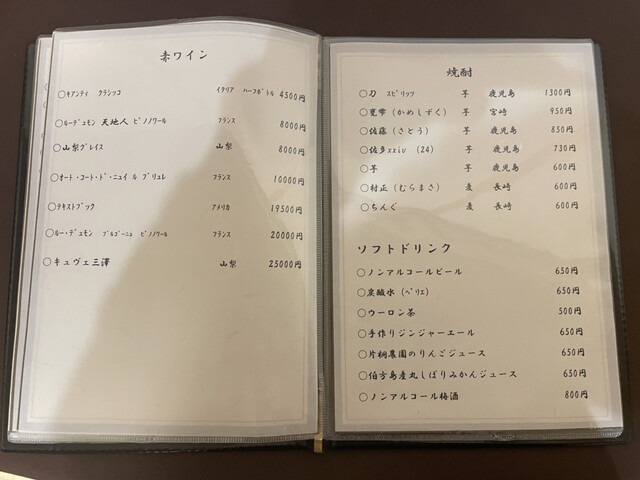 赤ワイン
○キアンティ クラシッコ イタリア ハーフボトル 4500円
○ルーデュモン 天地人 ピノノワール フランス 8000円
○山梨グレイス 山梨 8000円
○オート・コート・ド・ニュイ ル プリュレ フランス 10000円
○テキストブック アメリカ 19500円
○ルー・デュモン ブルゴーニュ ピノノワール フランス 20000円
○キュヴェ三澤 山梨 25000円
焼酎
○刀 スピリッツ 芋 鹿児島 1300円
○甕雫（かめしずく） 芋 宮崎 950円
○佐藤（さとう） 芋 鹿児島 850円
○佐多xxiv （24） 芋 鹿児島 730円
○芋 芋 鹿児島 600円
○村正（むらまさ） 麦 長崎 600円
○ちんぐ 麦 長崎 600円
ソフトドリンク
○ノンアルコールビール 650円
○炭酸水（ペリエ） 650円
○ウーロン茶 500円
○手作りジンジャーエール 650円
○片桐農園のりんごジュース 650円
○伯方島産丸しぼりみかんジュース 650円
○ノンアルコール梅酒 800円